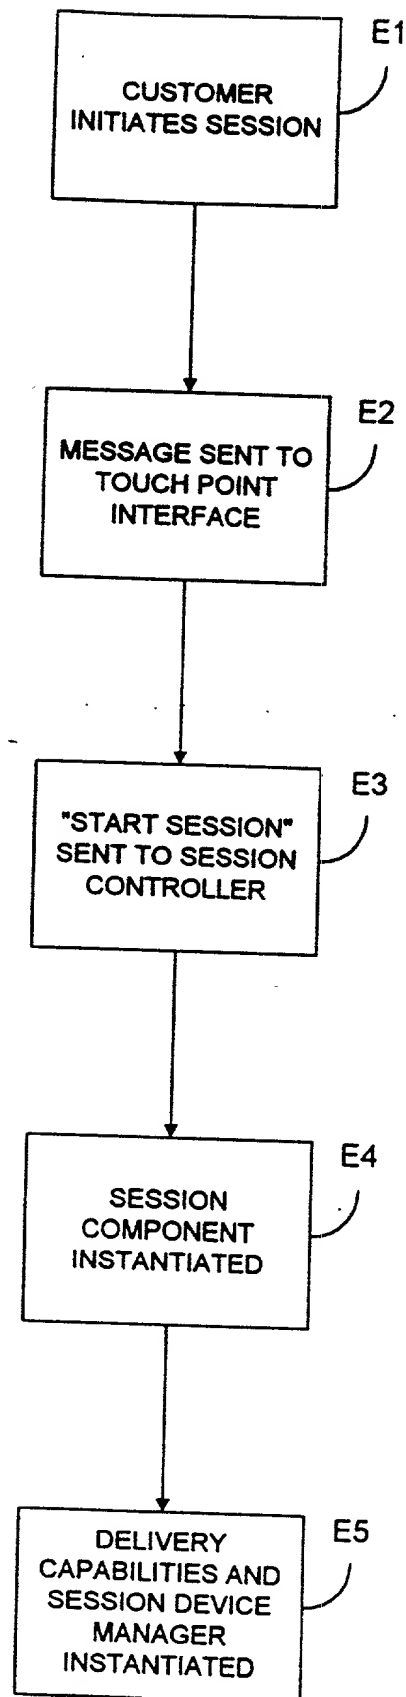 E1
CUSTOMER
INITIATES SESSION
E2
MESSAGE SENT TO
TOUCH POINT
INTERFACE
E3
"START SESSION"
SENT TO SESSION
CONTROLLER
E4
SESSION
COMPONENT
INSTANTIATED
E5
DELIVERY
CAPABILITIES AND
SESSION DEVICE
MANAGER
INSTANTIATED